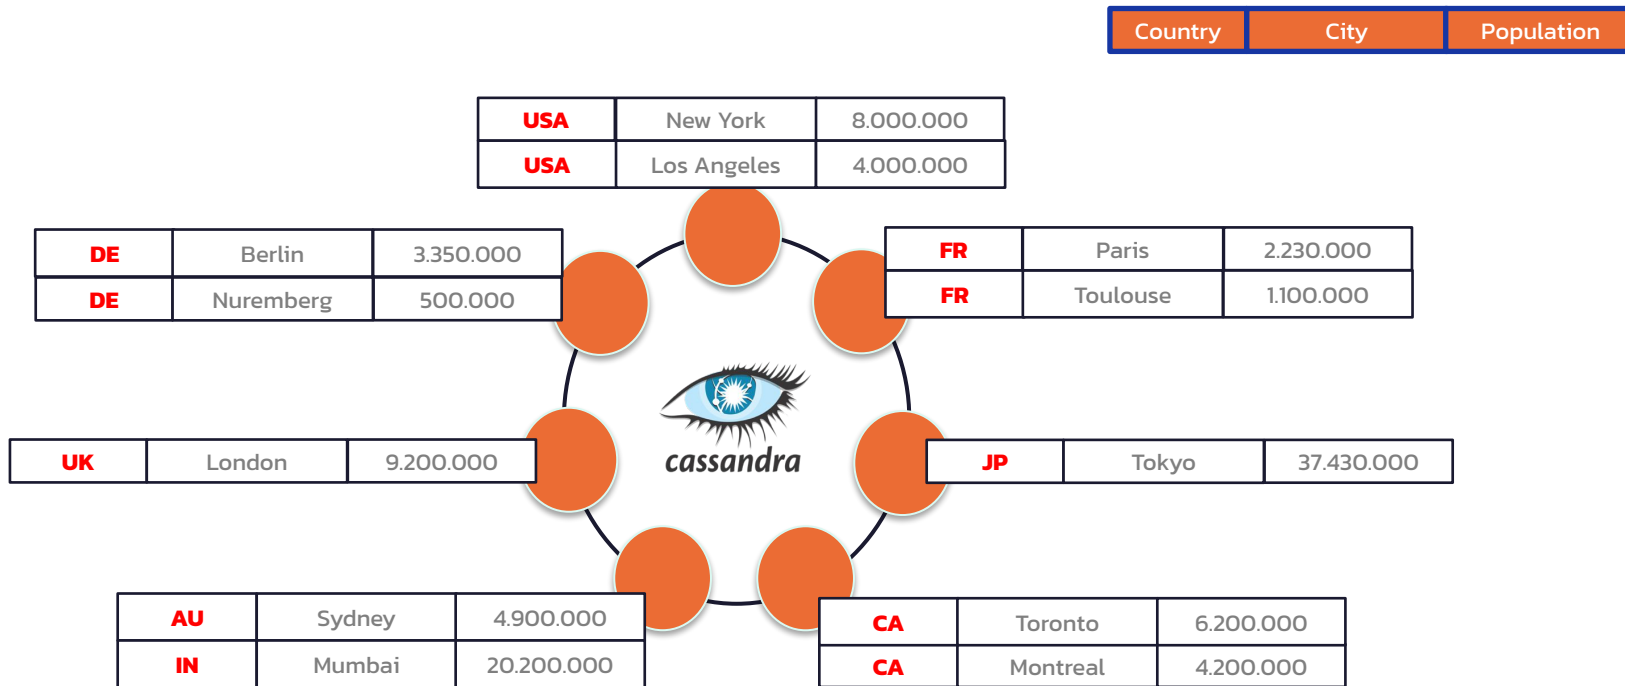 Country City Population
USA New York 8.000.000
USA Los Angeles 4.000.000
DE Berlin 3.350.000
DE Nuremberg 500.000
FR Paris 2.230.000
FR Toulouse 1.100.000
cassandra
UK London 9.200.000
JP Tokyo 37.430.000
AU Sydney 4.900.000
IN Mumbai 20.200.000
CA Toronto 6.200.000
CA Montreal 4.200.000